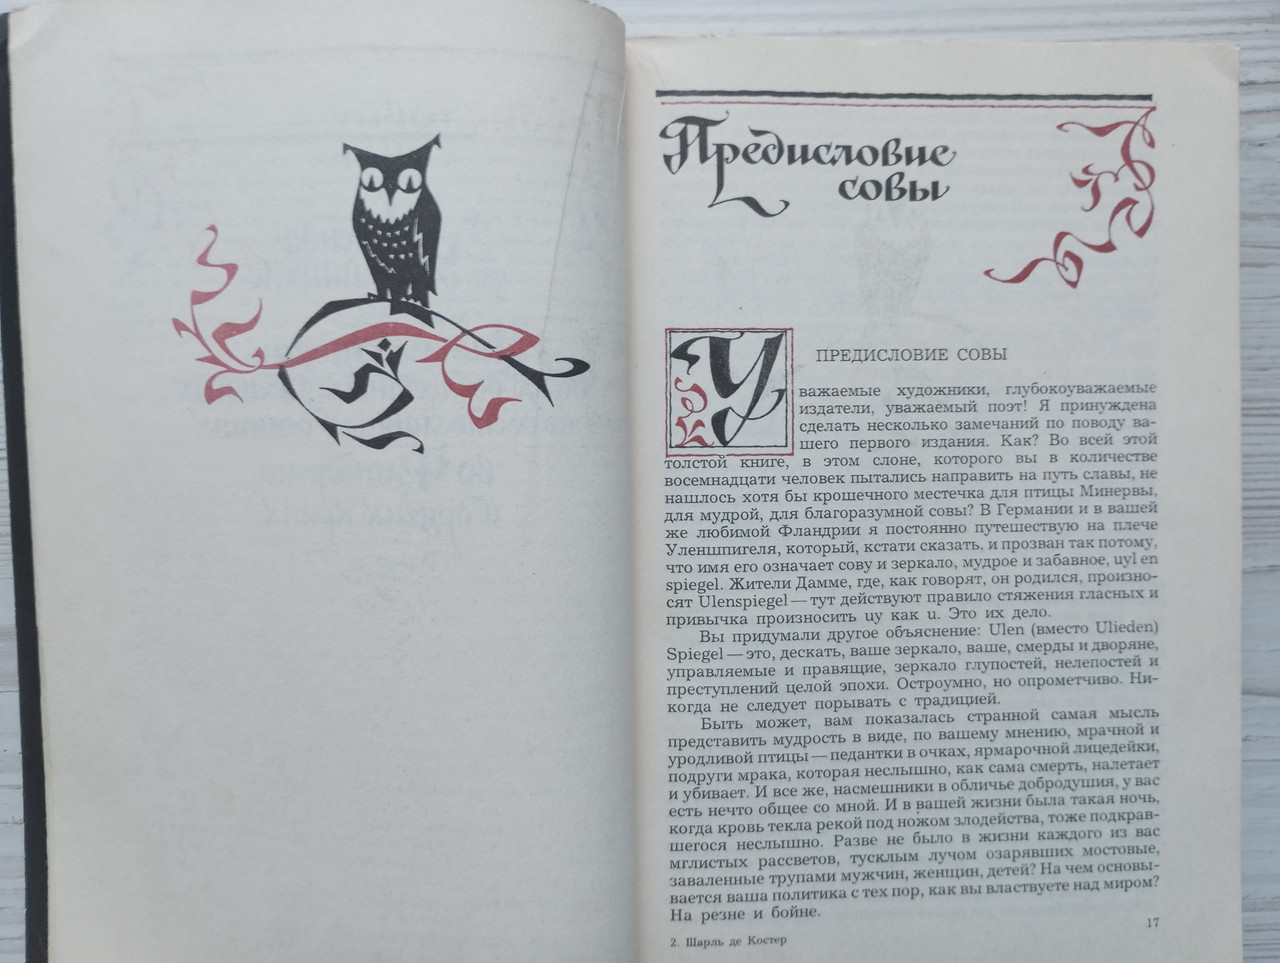 Предисловие
совы
ПРЕДИСЛОВИЕ СОВЫ
Уважаемые художники, глубокоуважаемые
издатели, уважаемый поэт! Я принуждена
сделать несколько замечаний по поводу ва-
шего первого издания. Как? Во всей этой
толстой книге, в этом слоне, которого вы в количестве
восемнадцати человек пытались направить на путь славы, не
нашлось хотя бы крошечного местечка для птицы Минервы,
для мудрой, для благоразумной совы? В Германии и в вашей
же любимой Фландрии я постоянно путешествую на плече
Уленшпигеля, который, кстати сказать, и прозван так потому,
что имя его означает сову и зеркало, мудрое и забавное, uyl en
spiegel. Жители Дамме, где, как говорят, он родился, произно-
сят Ulenspiegel — тут действуют правило стяжения гласных и
привычка произносить uy как u. Это их дело.
Вы придумали другое объяснение: Ulen (вместо Ulieden)
Spiegel — это, дескать, ваше зеркало, ваше, смерды и дворяне,
управляемые и правящие, зеркало глупостей, нелепостей и
преступлений целой эпохи. Остроумно, но опрометчиво. Ни-
когда не следует порывать с традицией.
Быть может, вам показалась странной самая мысль
представить мудрость в виде, по вашему мнению, мрачной и
уродливой птицы — педантки в очках, ярмарочной лицедейки,
подруги мрака, которая неслышно, как сама смерть, налетает
и убивает. И все же, насмешники в обличье добродушия, у вас
есть нечто общее со мной. И в вашей жизни была такая ночь,
когда кровь текла рекой под ножом злодейства, тоже подкрав-
шегося неслышно. Разве не было в жизни каждого из вас
мглистых рассветов, тусклым лучом озарявших мостовые,
заваленные трупами мужчин, женщин, детей? На чем основы-
вается ваша политика с тех пор, как вы властвуете над миром?
На резне и бойне.
17
2. Шарль де Костер